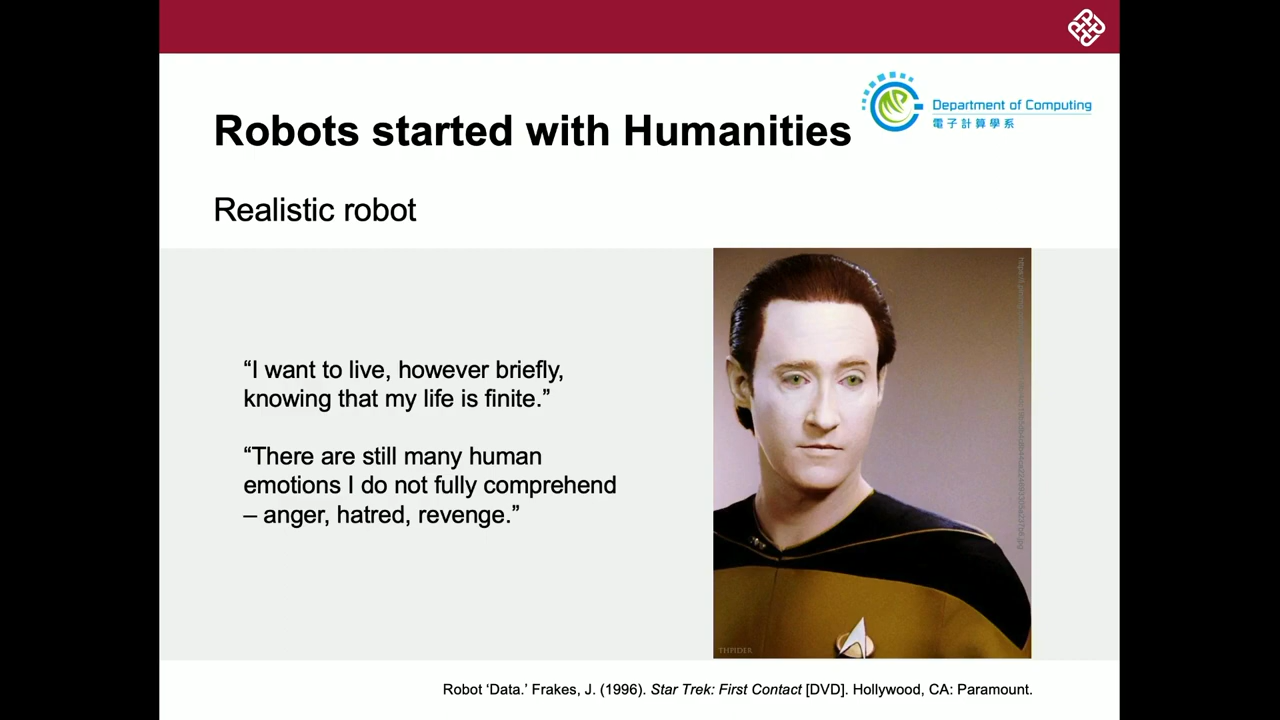 Department of Computing
電子計算學系
Robots started with Humanities
Realistic robot
“I want to live, however briefly,
knowing that my life is finite.”
“There are still many human
emotions I do not fully comprehend
– anger, hatred, revenge.”
THPIDER
Robot ‘Data.’ Frakes, J. (1996). Star Trek: First Contact [DVD]. Hollywood, CA: Paramount.